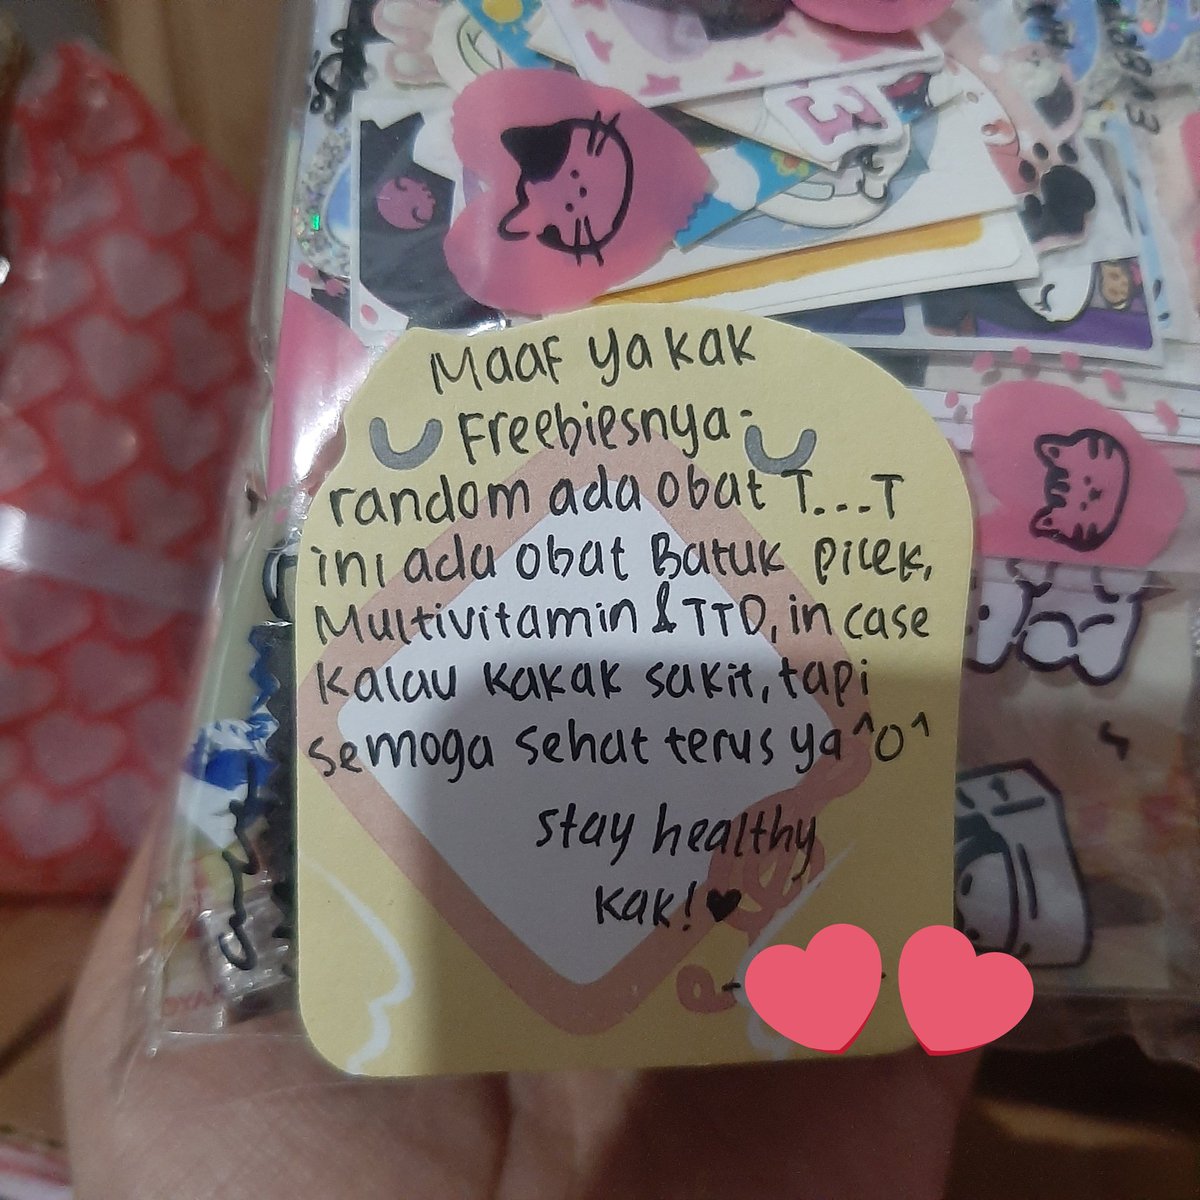 Maaf ya kak
Freebiesnya-
random ada obat T...T
ini ada obat Batuk pilek,
Multivitamin & TTD, in case
kalau kakak sakit, tapi
semoga sehat terus ya ^o^
stay healthy
kak! ♥